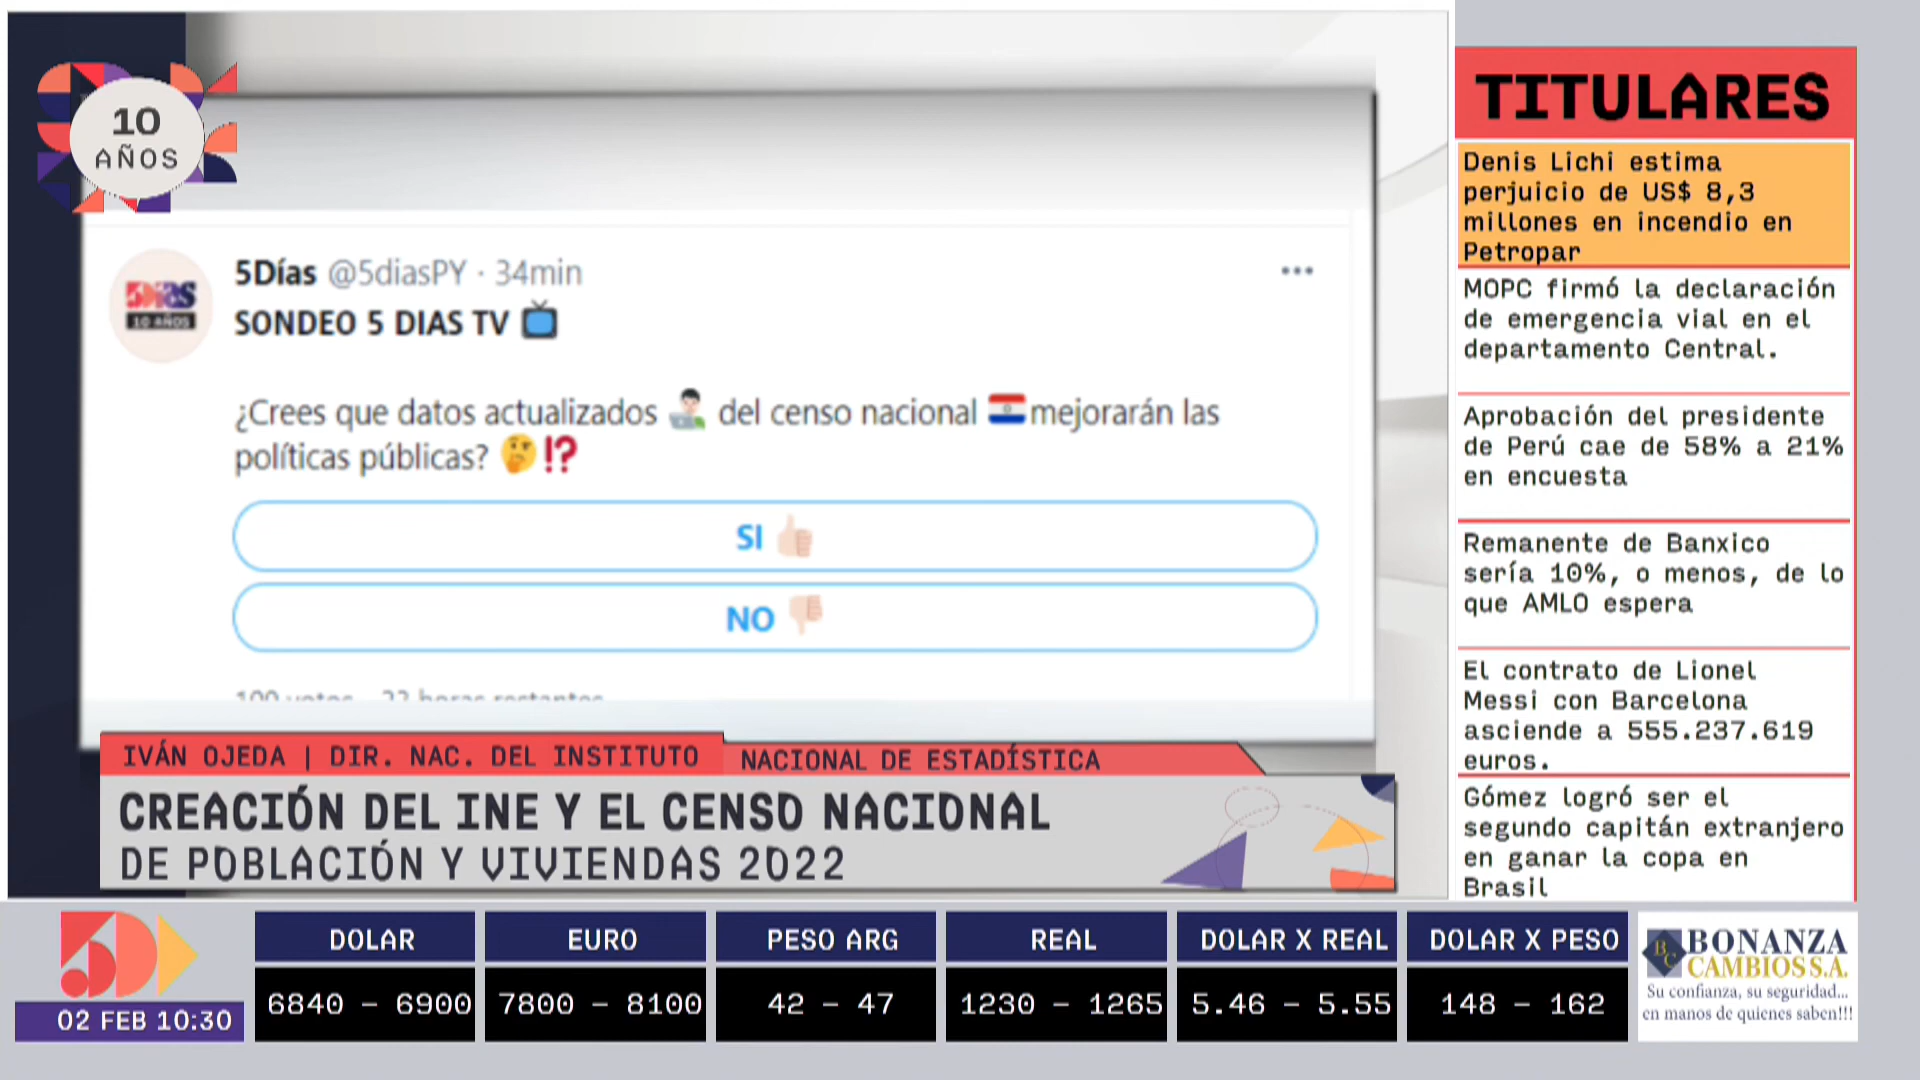 10
AÑOS
5Días @5diasPY · 34min
SONDEO 5 DIAS TV
¿Crees que datos actualizados del censo nacional mejorarán las
políticas públicas?
SI
NO
IVÁN OJEDA | DIR. NAC. DEL INSTITUTO NACIONAL DE ESTADÍSTICA
CREACIÓN DEL INE Y EL CENSO NACIONAL
DE POBLACIÓN Y VIVIENDAS 2022
TITULARES
Denis Lichi estima
perjuicio de US$ 8,3
millones en incendio en
Petropar
MOPC firmó la declaración
de emergencia vial en el
departamento Central.
Aprobación del presidente
de Perú cae de 58% a 21%
en encuesta
Remanente de Banxico
sería 10%, o menos, de lo
que AMLO espera
El contrato de Lionel
Messi con Barcelona
asciende a 555.237.619
euros.
Gómez logró ser el
segundo capitán extranjero
en ganar la copa en
Brasil
5D
02 FEB 10:30
DOLAR
6840 - 6900
EURO
7800 - 8100
PESO ARG
42 - 47
REAL
1230 - 1265
DOLAR X REAL
5.46 - 5.55
DOLAR X PESO
148 - 162
BC BONANZA
CAMBIOS S.A.
Su confianza, su seguridad...
en manos de quienes saben!!!